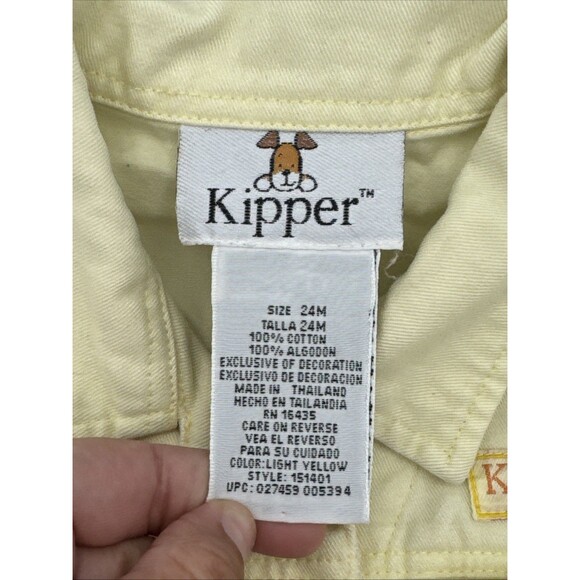 Kipper™
SIZE 24M
TALLA 24M
100% COTTON
100% ALGODON
EXCLUSIVE OF DECORATION
EXCLUSIVO DE DECORACION
MADE IN THAILAND
HECHO EN TAILANDIA
RN 16435
CARE ON REVERSE
VEA EL REVERSO
PARA SU CUIDADO
COLOR:LIGHT YELLOW
STYLE: 151401
UPC: 027459 005394
K